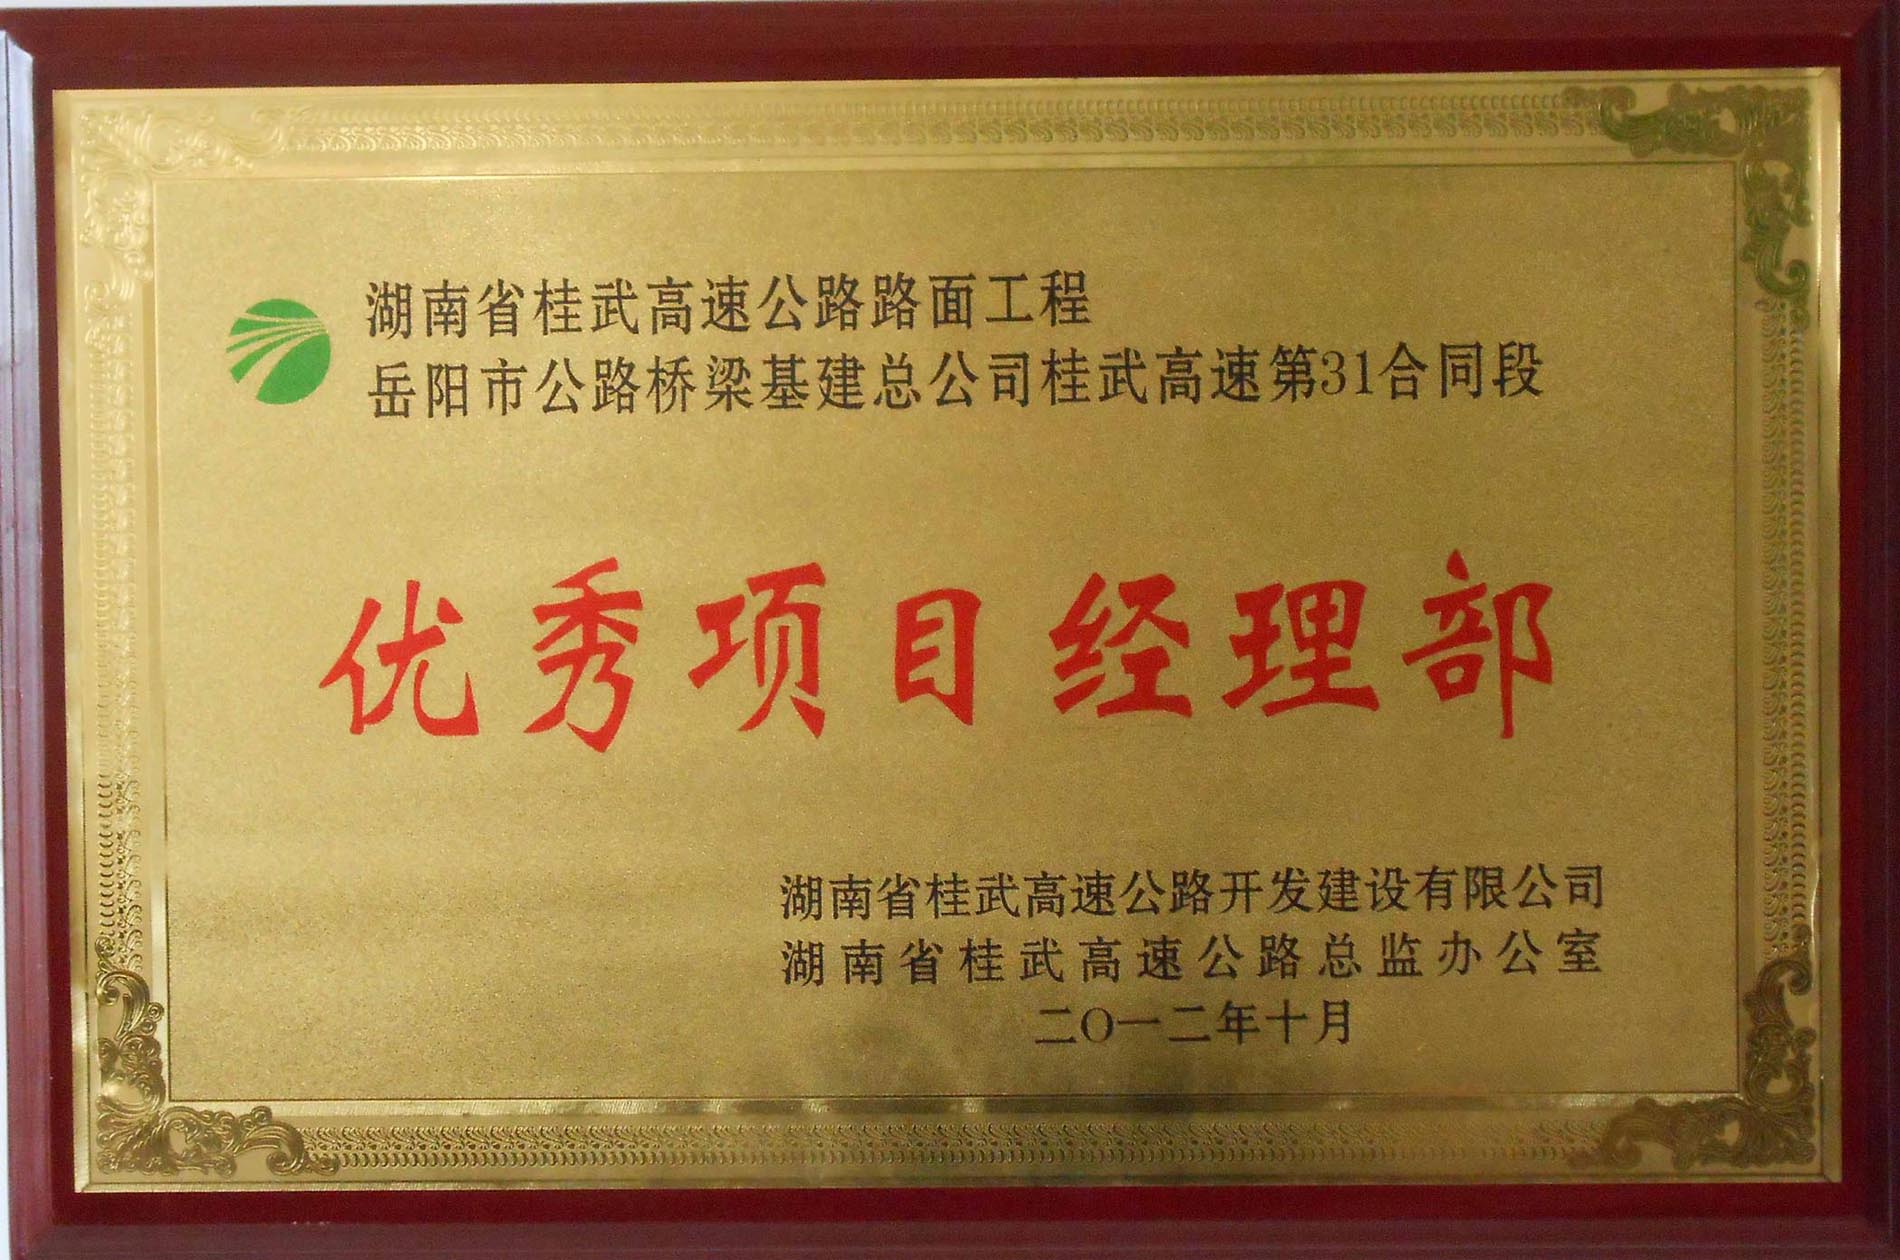 湖南省桂武高速公路路面工程
岳阳市公路桥梁基建总公司桂武高速第31合同段
优秀项目经理部
湖南省桂武高速公路开发建设有限公司
湖南省桂武高速公路总监办公室
二〇一二年十月